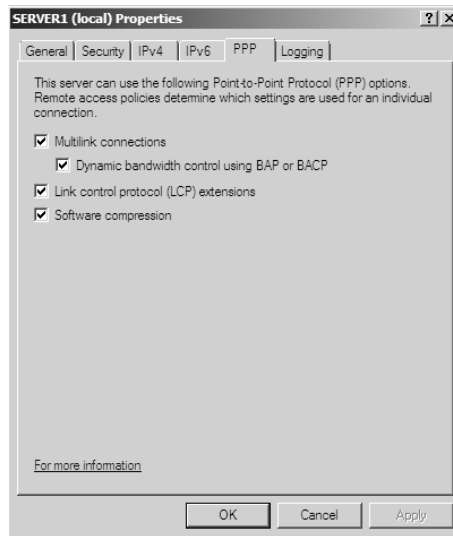 SERVER1 (local) Properties
? ×
General Security IPv4 IPv6 PPP Logging
This server can use the following Point-to-Point Protocol (PPP) options.
Remote access policies determine which settings are used for an individual
connection.
Multilink connections
Dynamic bandwidth control using BAP or BACP
Link control protocol (LCP) extensions
Software compression
For more information
OK Cancel Apply